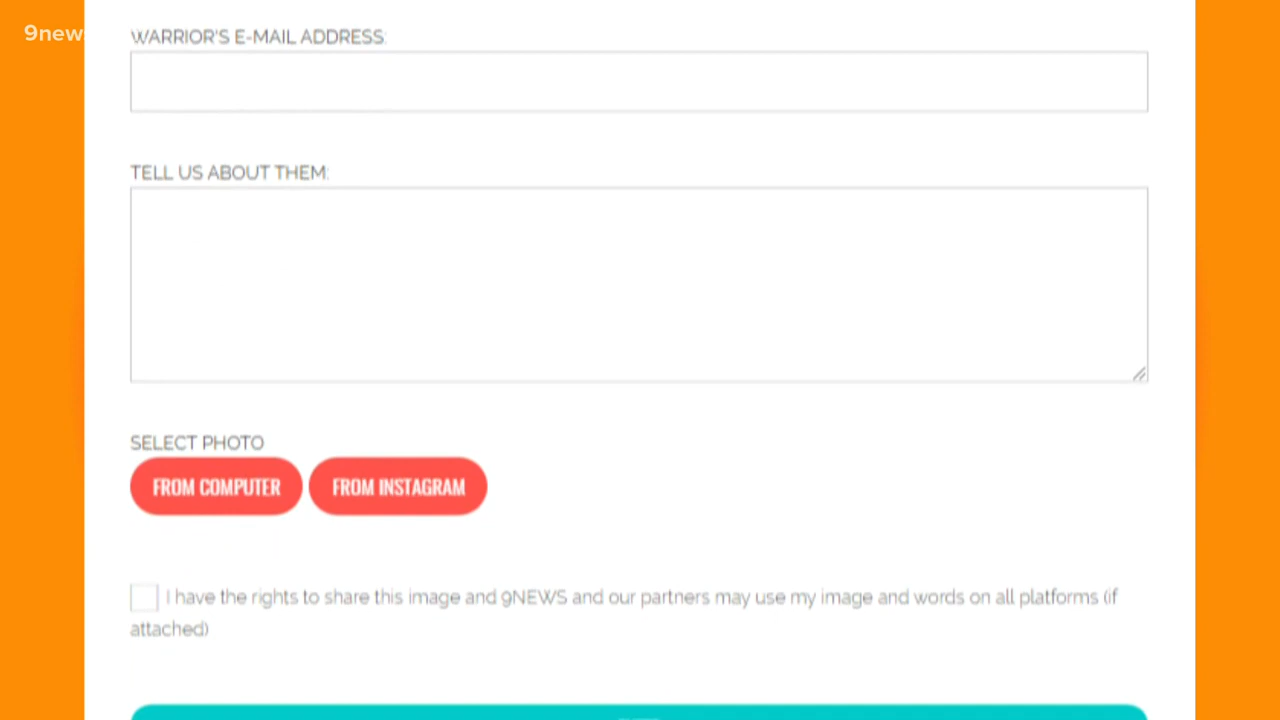 9new
WARRIOR'S E-MAIL ADDRESS:
TELL US ABOUT THEM:
SELECT PHOTO
FROM COMPUTER FROM INSTAGRAM
I have the rights to share this image and 9NEWS and our partners may use my image and words on all platforms (if
attached)